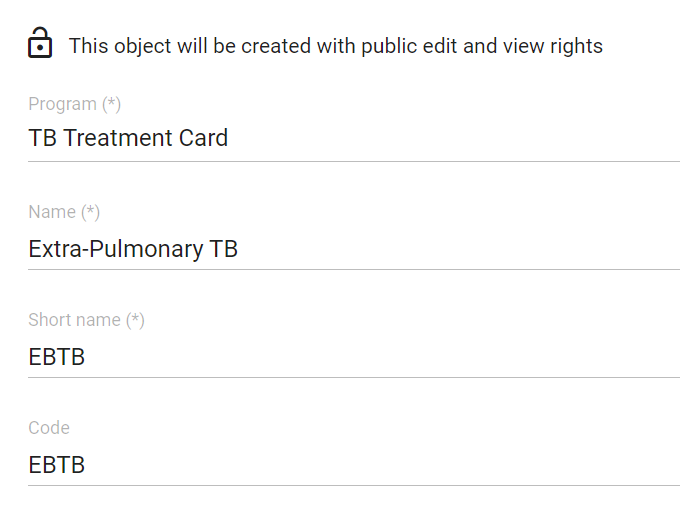 This object will be created with public edit and view rights
Program (*)
TB Treatment Card
Name (*)
Extra-Pulmonary TB
Short name (*)
EBTB
Code
EBTB